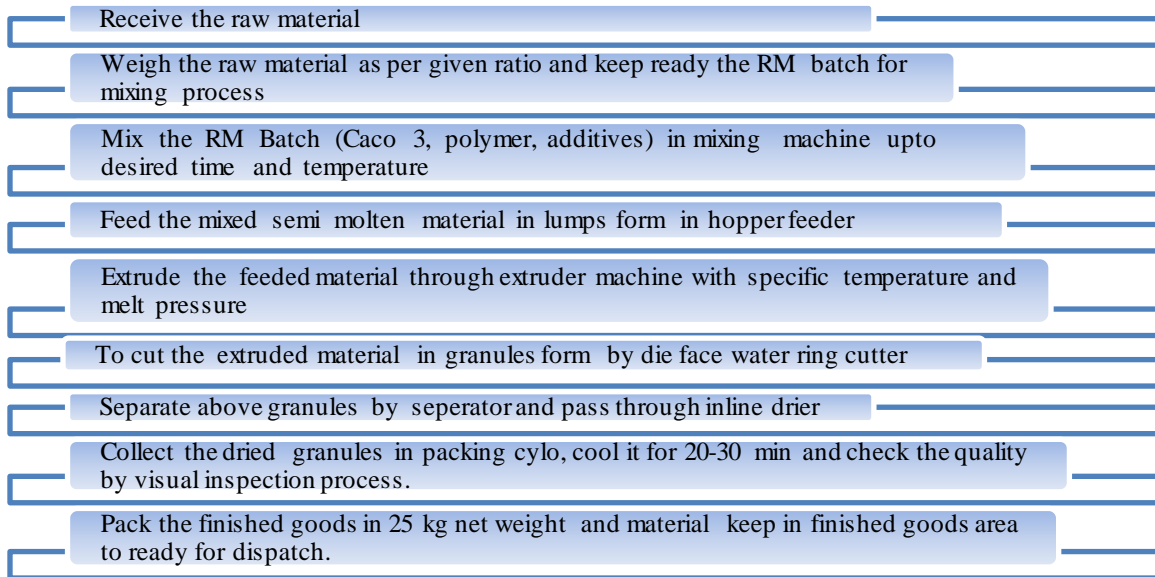 Receive the raw material
Weigh the raw material as per given ratio and keep ready the RM batch for
mixing process
Mix the RM Batch (Caco 3, polymer, additives) in mixing machine upto
desired time and temperature
Feed the mixed semi molten material in lumps form in hopper feeder
Extrude the feeded material through extruder machine with specific temperature and
melt pressure
To cut the extruded material in granules form by die face water ring cutter
Separate above granules by seperator and pass through inline drier
Collect the dried granules in packing cylo, cool it for 20-30 min and check the quality
by visual inspection process.
Pack the finished goods in 25 kg net weight and material keep in finished goods area
to ready for dispatch.